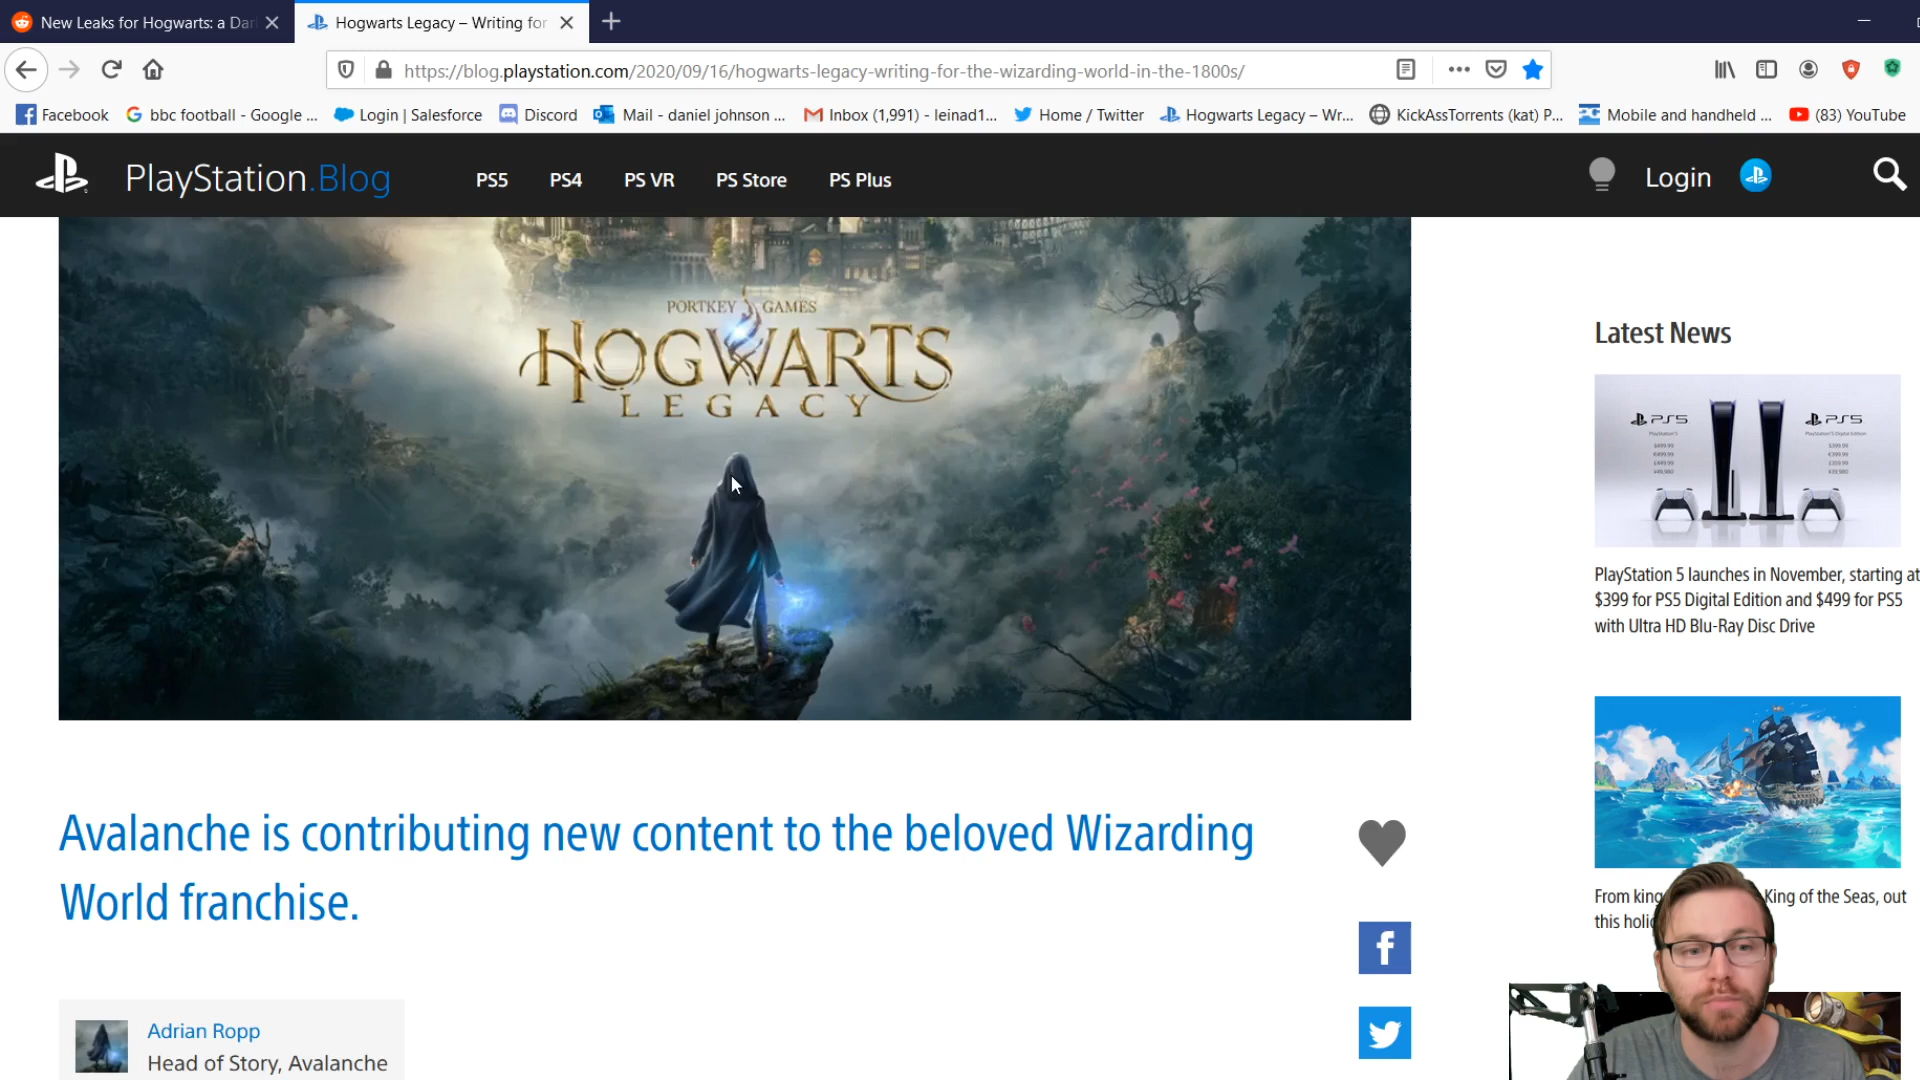 New Leaks for Hogwarts: a Dar
Hogwarts Legacy – Writing for
https://blog.playstation.com/2020/09/16/hogwarts-legacy-writing-for-the-wizarding-world-in-the-1800s/
Facebook
bbc football - Google ...
Login | Salesforce
Discord
Mail - daniel johnson ...
Inbox (1,991) - leinad1...
Home / Twitter
Hogwarts Legacy – Wr...
KickAssTorrents (kat) P...
Mobile and handheld ...
(83) YouTube
PlayStation.Blog
PS5
PS4
PS VR
PS Store
PS Plus
Login
PORTKEY GAMES
HOGWARTS
LEGACY
Latest News
PS5
PS5
PlayStation 5 launches in November, starting at
$399 for PS5 Digital Edition and $499 for PS5
with Ultra HD Blu-Ray Disc Drive
Avalanche is contributing new content to the beloved Wizarding
World franchise.
From king King of the Seas, out
this holi
Adrian Ropp
Head of Story, Avalanche